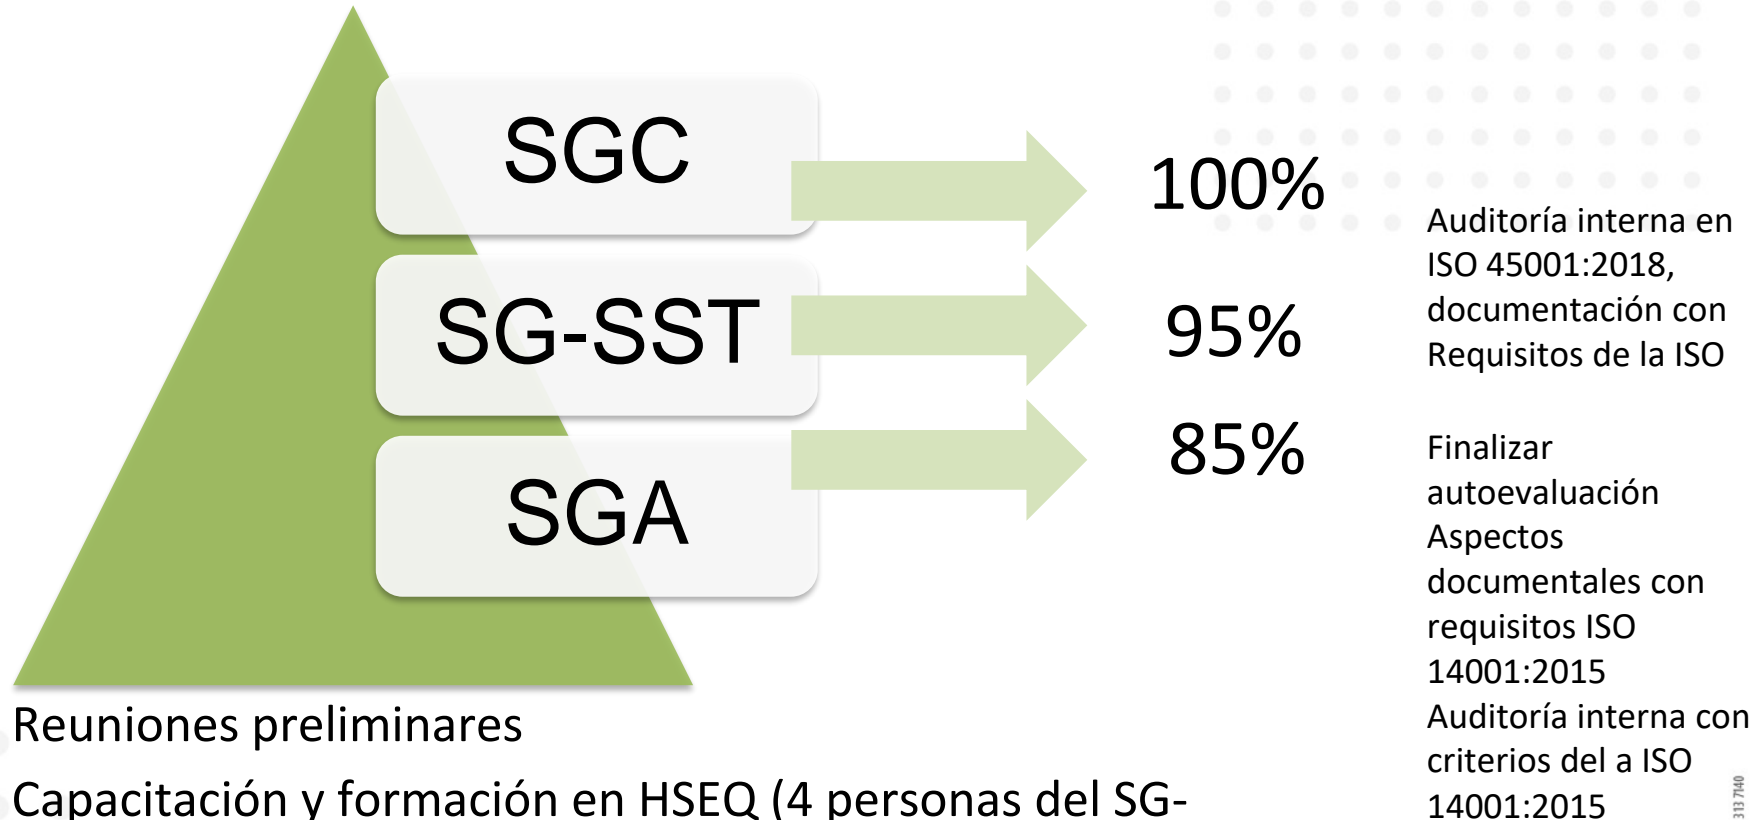 SGC
100%
SG-SST
95%
SGA
85%
Auditoría interna en
ISO 45001:2018,
documentación con
Requisitos de la ISO
Finalizar
autoevaluación
Aspectos
documentales con
requisitos ISO
14001:2015
Auditoría interna con
criterios del a ISO
14001:2015
Reuniones preliminares
Capacitación y formación en HSEQ (4 personas del SG-
313 7140